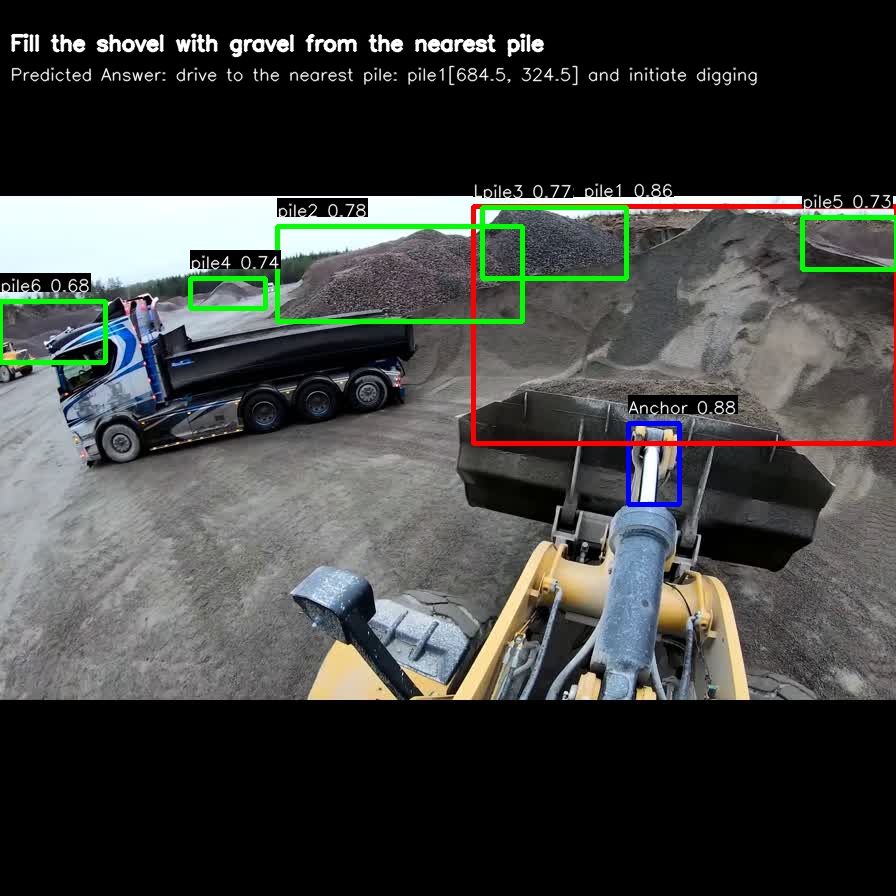 Fill the shovel with gravel from the nearest pile
Predicted Answer: drive to the nearest pile: pile1[684.5, 324.5] and initiate digging
pile3 0.77 pile1 0.86
pile5 0.73
pile2 0.78
pile4 0.74
pile6 0.68
Anchor 0.88